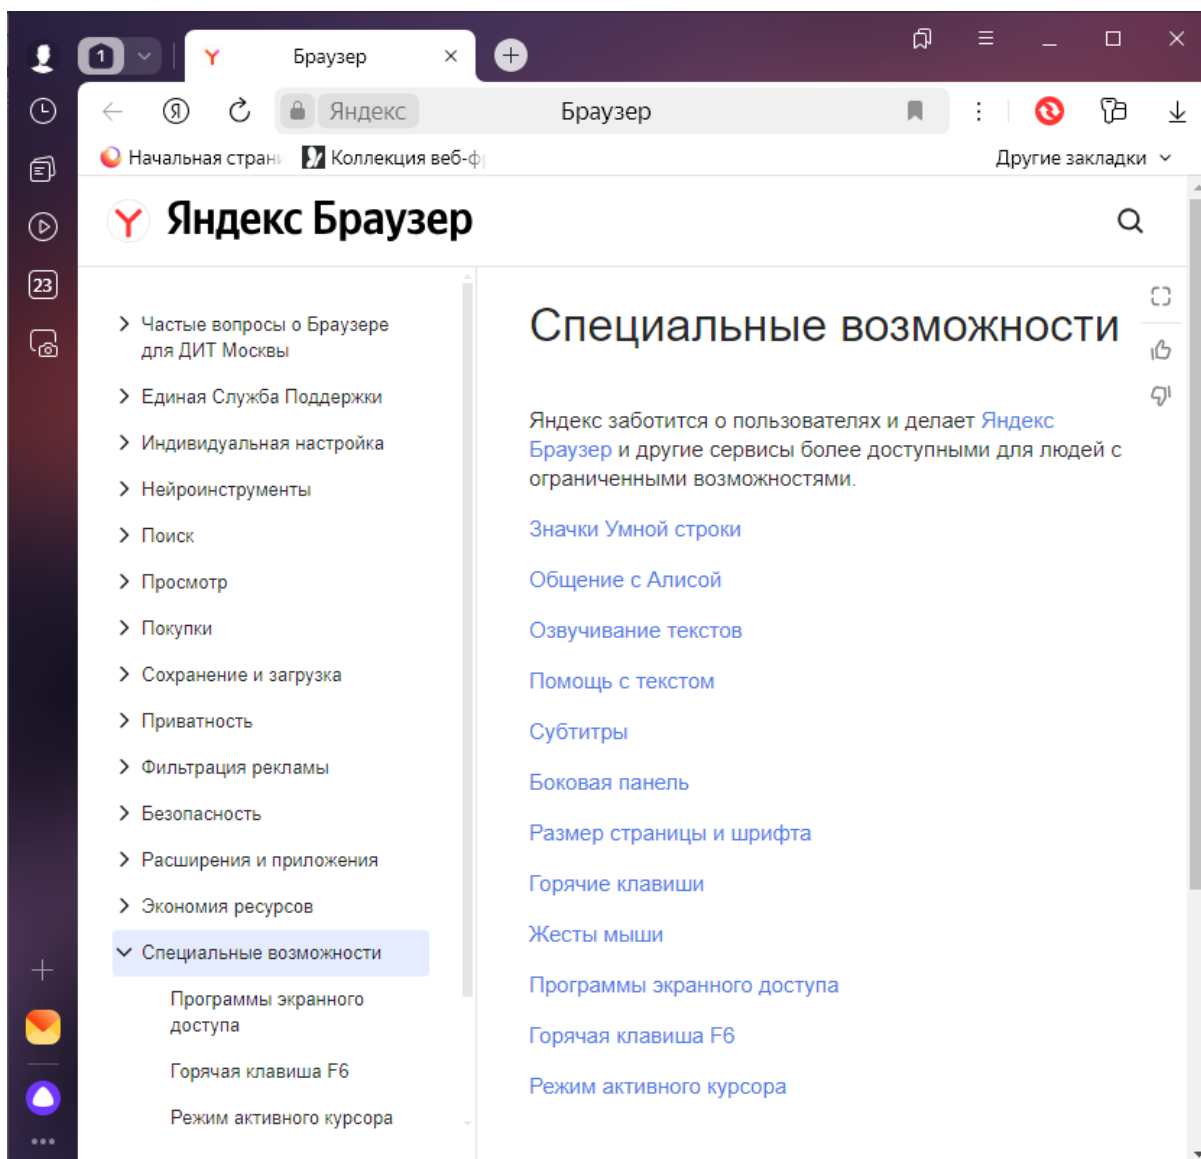 1
Браузер
Яндекс
Браузер
Начальная стран
Коллекция веб-ф
Другие закладки
Яндекс Браузер
23
Частые вопросы о Браузере
для ДИТ Москвы
Единая Служба Поддержки
Индивидуальная настройка
Нейроинструменты
Поиск
Просмотр
Покупки
Сохранение и загрузка
Приватность
Фильтрация рекламы
Безопасность
Расширения и приложения
Экономия ресурсов
Специальные возможности
Программы экранного
доступа
Горячая клавиша F6
Режим активного курсора
Специальные возможности
Яндекс заботится о пользователях и делает Яндекс
Браузер и другие сервисы более доступными для людей с
ограниченными возможностями.
Значки Умной строки
Общение с Алисой
Озвучивание текстов
Помощь с текстом
Субтитры
Боковая панель
Размер страницы и шрифта
Горячие клавиши
Жесты мыши
Программы экранного доступа
Горячая клавиша F6
Режим активного курсора